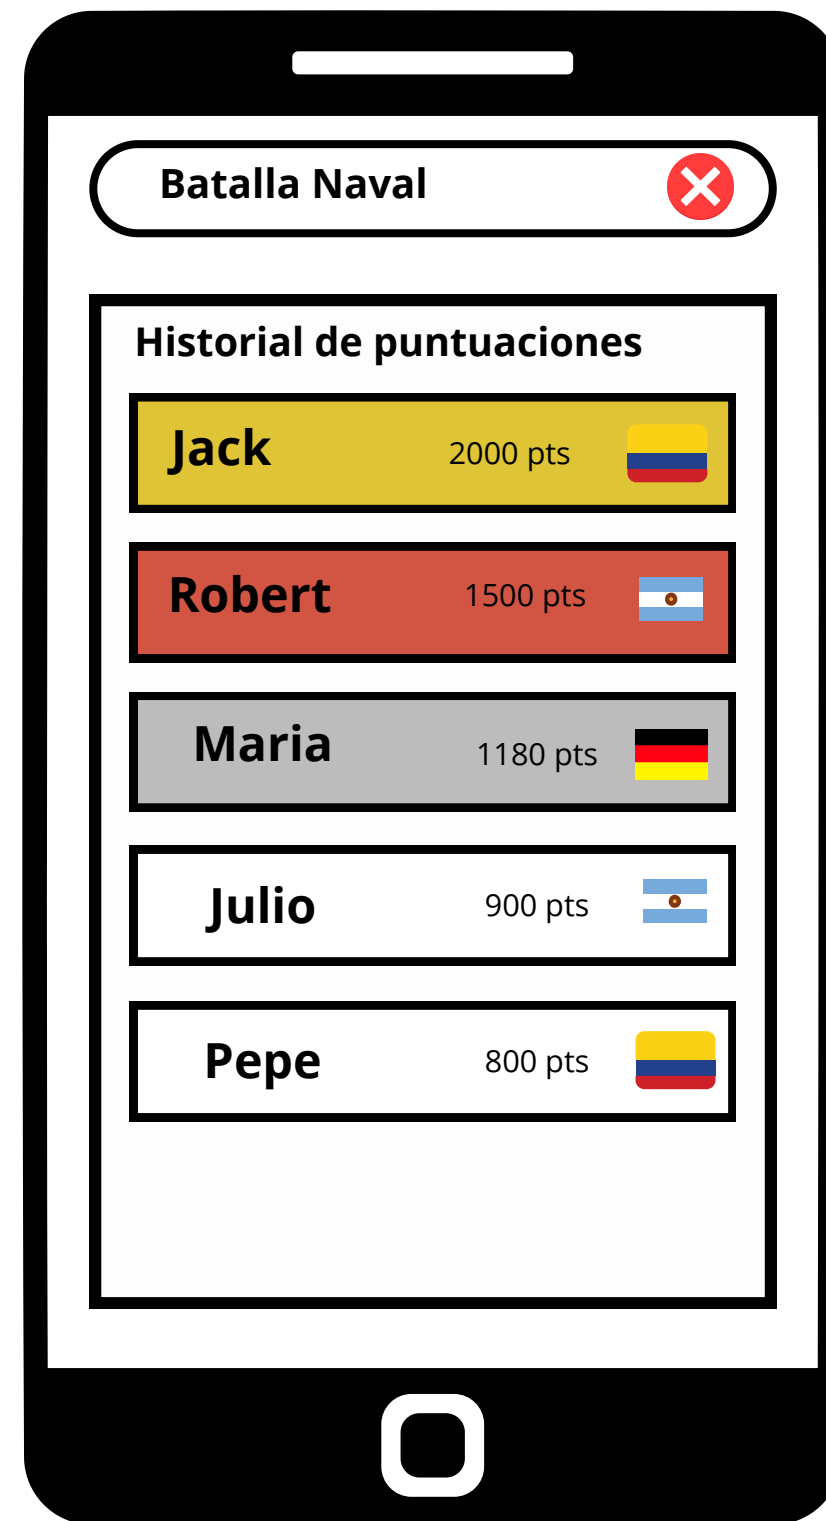 Batalla Naval
Historial de puntuaciones
Jack 2000 pts
Robert 1500 pts
Maria 1180 pts
Julio 900 pts
Pepe 800 pts